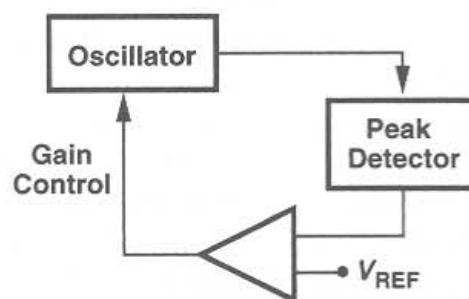 Oscillator
Peak
Detector
Gain
Control
VREF